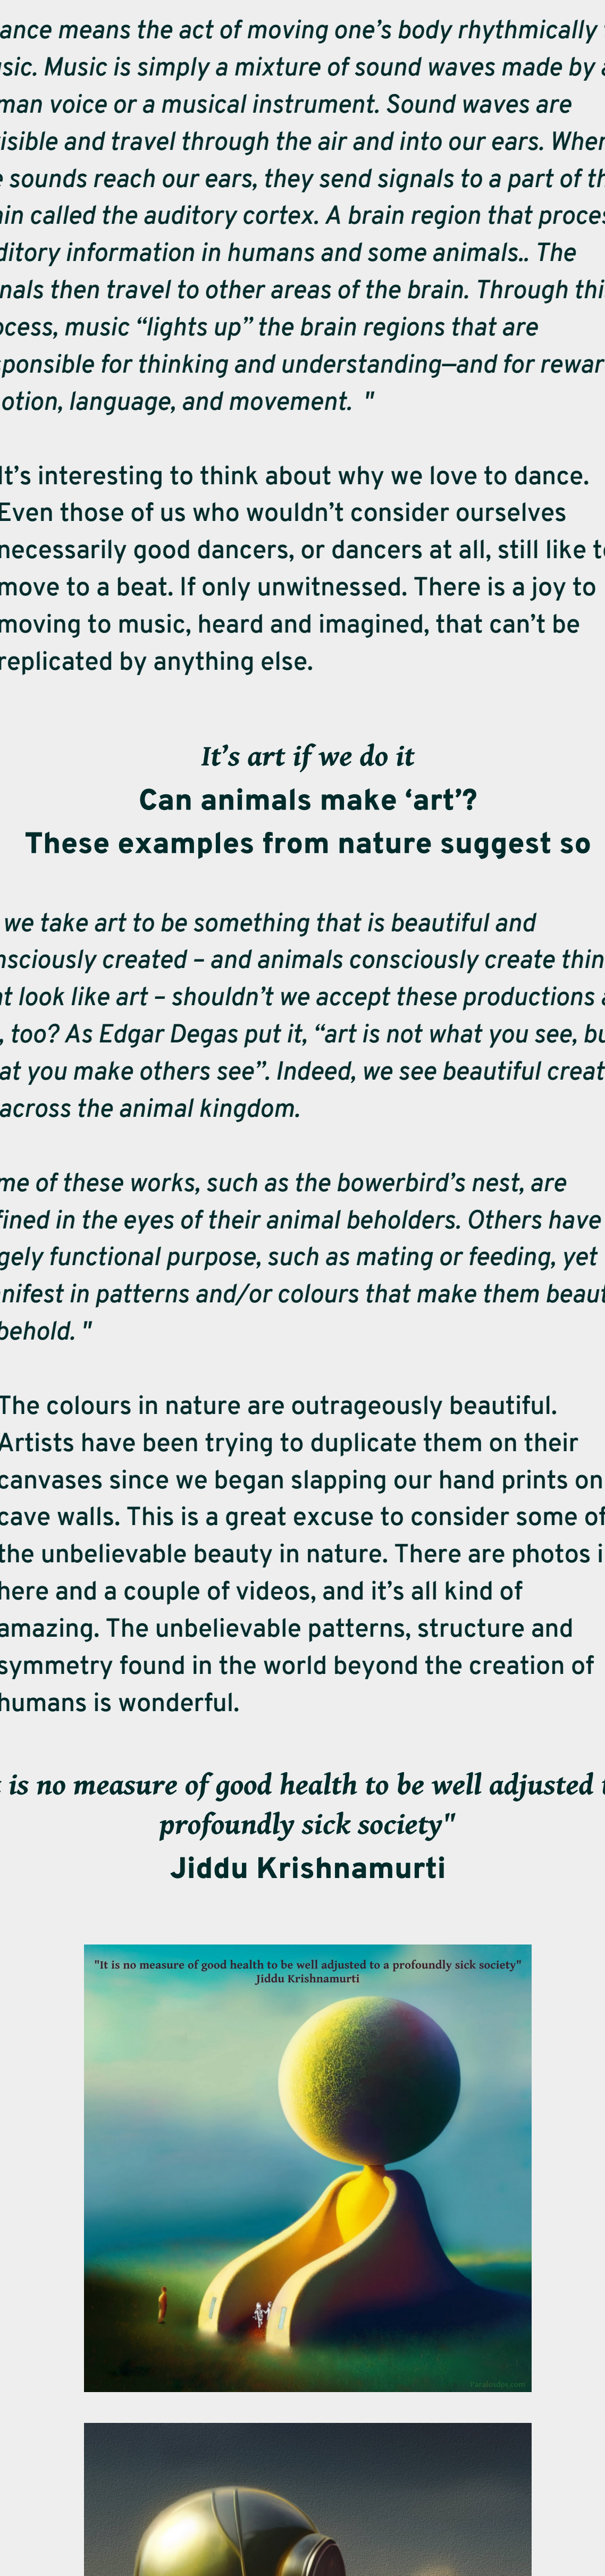 ance means the act of moving one’s body rhythmically
sic. Music is simply a mixture of sound waves made by a
man voice or a musical instrument. Sound waves are
isible and travel through the air and into our ears. When
e sounds reach our ears, they send signals to a part of th
in called the auditory cortex. A brain region that proces
ditory information in humans and some animals.. The
nals then travel to other areas of the brain. Through thi
ocess, music “lights up” the brain regions that are
sponsible for thinking and understanding—and for rewar
otion, language, and movement. "
It’s interesting to think about why we love to dance.
Even those of us who wouldn’t consider ourselves
necessarily good dancers, or dancers at all, still like to
move to a beat. If only unwitnessed. There is a joy to
moving to music, heard and imagined, that can’t be
replicated by anything else.
It’s art if we do it
Can animals make ‘art’?
These examples from nature suggest so
we take art to be something that is beautiful and
nsciously created – and animals consciously create thin
at look like art – shouldn’t we accept these productions a
, too? As Edgar Degas put it, “art is not what you see, bu
at you make others see”. Indeed, we see beautiful creat
across the animal kingdom.
me of these works, such as the bowerbird’s nest, are
fined in the eyes of their animal beholders. Others have
gely functional purpose, such as mating or feeding, yet
nifest in patterns and/or colours that make them beaut
behold. "
The colours in nature are outrageously beautiful.
Artists have been trying to duplicate them on their
canvases since we began slapping our hand prints on
cave walls. This is a great excuse to consider some of
the unbelievable beauty in nature. There are photos i
here and a couple of videos, and it’s all kind of
amazing. The unbelievable patterns, structure and
symmetry found in the world beyond the creation of
humans is wonderful.
t is no measure of good health to be well adjusted t
profoundly sick society"
Jiddu Krishnamurti
"It is no measure of good health to be well adjusted to a profoundly sick society"
Jiddu Krishnamurti